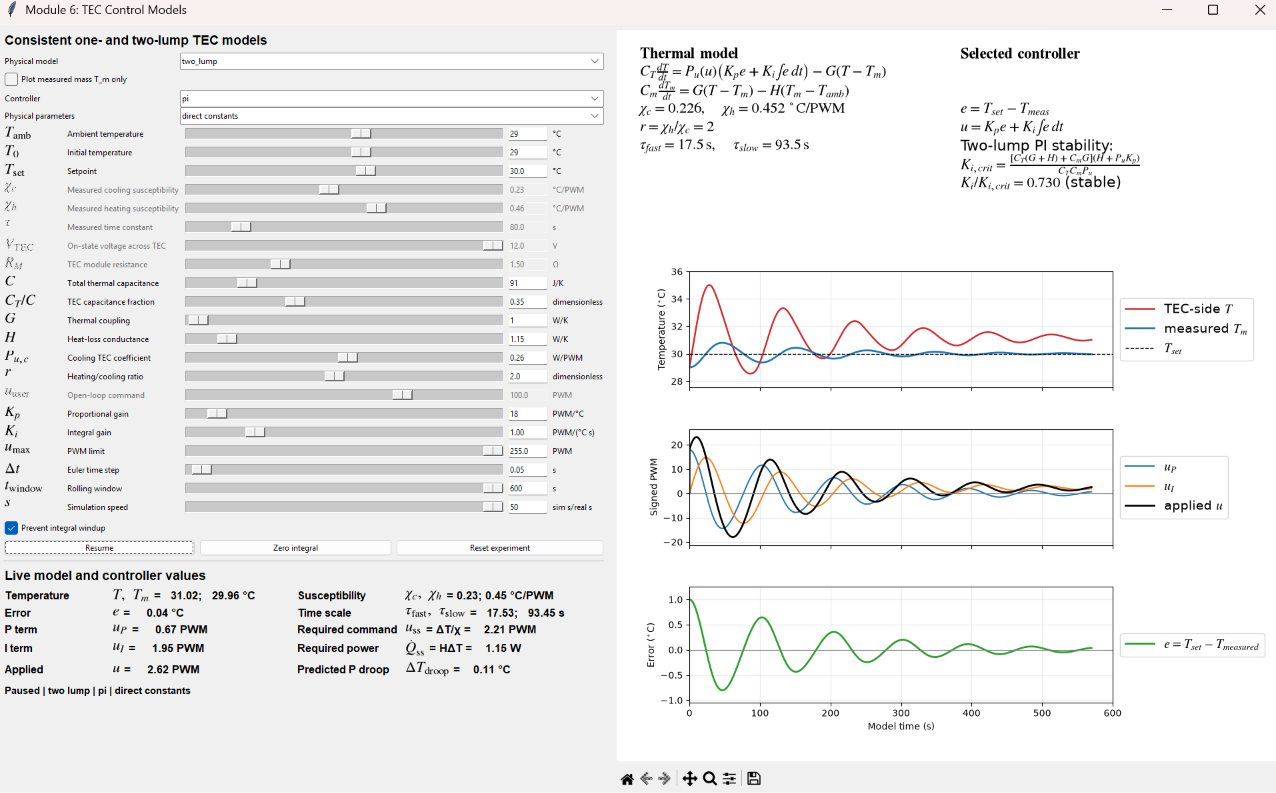 Module 6: TEC Control Models
Consistent one- and two-lump TEC models
Physical model two_lump
Plot measured mass T_m only
Controller pi
Physical parameters direct constants
T_amb Ambient temperature 29 °C
T_0 Initial temperature 29 °C
T_set Setpoint 30.0 °C
χ_c Measured cooling susceptibility 0.23 °C/PWM
χ_h Measured heating susceptibility 0.46 °C/PWM
τ Measured time constant 80.0 s
V_TEC On-state voltage across TEC 12.0 V
R_M TEC module resistance 1.50 Ω
C Total thermal capacitance 91 J/K
C_T/C TEC capacitance fraction 0.35 dimensionless
G Thermal coupling 1 W/K
H Heat-loss conductance 1.15 W/K
P_u,c Cooling TEC coefficient 0.26 W/PWM
r Heating/cooling ratio 2.0 dimensionless
u_user Open-loop command 100.0 PWM
K_p Proportional gain 18 PWM/°C
K_i Integral gain 1.00 PWM/(°C s)
u_max PWM limit 255.0 PWM
Δt Euler time step 0.05 s
t_window Rolling window 600 s
s Simulation speed 50 sim s/real s
Prevent integral windup
Resume Zero integral Reset experiment
Live model and controller values
Temperature T, T_m = 31.02; 29.96 °C Susceptibility χ_c, χ_h = 0.23; 0.45 °C/PWM
Error e = 0.04 °C Time scale τ_fast, τ_slow = 17.53; 93.45 s
P term u_P = 0.67 PWM Required command u_ss = ΔT/χ = 2.21 PWM
I term u_I = 1.95 PWM Required power Q̇_ss = HΔT = 1.15 W
Applied u = 2.62 PWM Predicted P droop ΔT_droop = 0.11 °C
Paused | two lump | pi | direct constants
Thermal model
C_T dT/dt = P_u(u)(K_p e + K_i ∫e dt) − G(T − T_m)
C_m dT_m/dt = G(T − T_m) − H(T_m − T_amb)
χ_c = 0.226, χ_h = 0.452 °C/PWM
r = χ_h/χ_c = 2
τ_fast = 17.5 s, τ_slow = 93.5 s
Selected controller
e = T_set − T_meas
u = K_p e + K_i ∫e dt
Two-lump PI stability:
K_i,crit = [C_T(G + H) + C_m G](H + P_u K_p) / C_T C_m P_u
K_i/K_i,crit = 0.730 (stable)
Temperature (°C)
36
34
32
30
28
TEC-side T
measured T_m
T_set
Signed PWM
20
10
0
−10
−20
u_P
u_I
applied u
Error (°C)
1.0
0.5
0.0
−0.5
−1.0
e = T_set − T_measured
0 100 200 300 400 500 600
Model time (s)